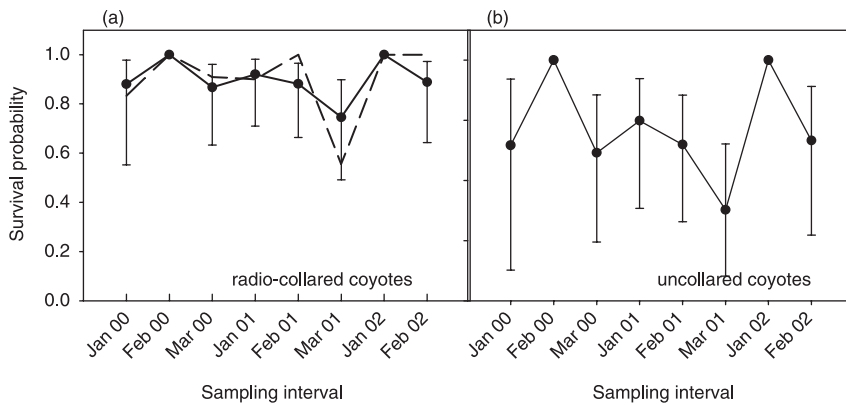 (a)
(b)
Survival probability
1.0
0.8
0.6
0.4
0.2
0.0
radio-collared coyotes
uncollared coyotes
Jan 00
Feb 00
Mar 00
Jan 01
Feb 01
Mar 01
Jan 02
Feb 02
Jan 00
Feb 00
Mar 00
Jan 01
Feb 01
Mar 01
Jan 02
Feb 02
Sampling interval
Sampling interval